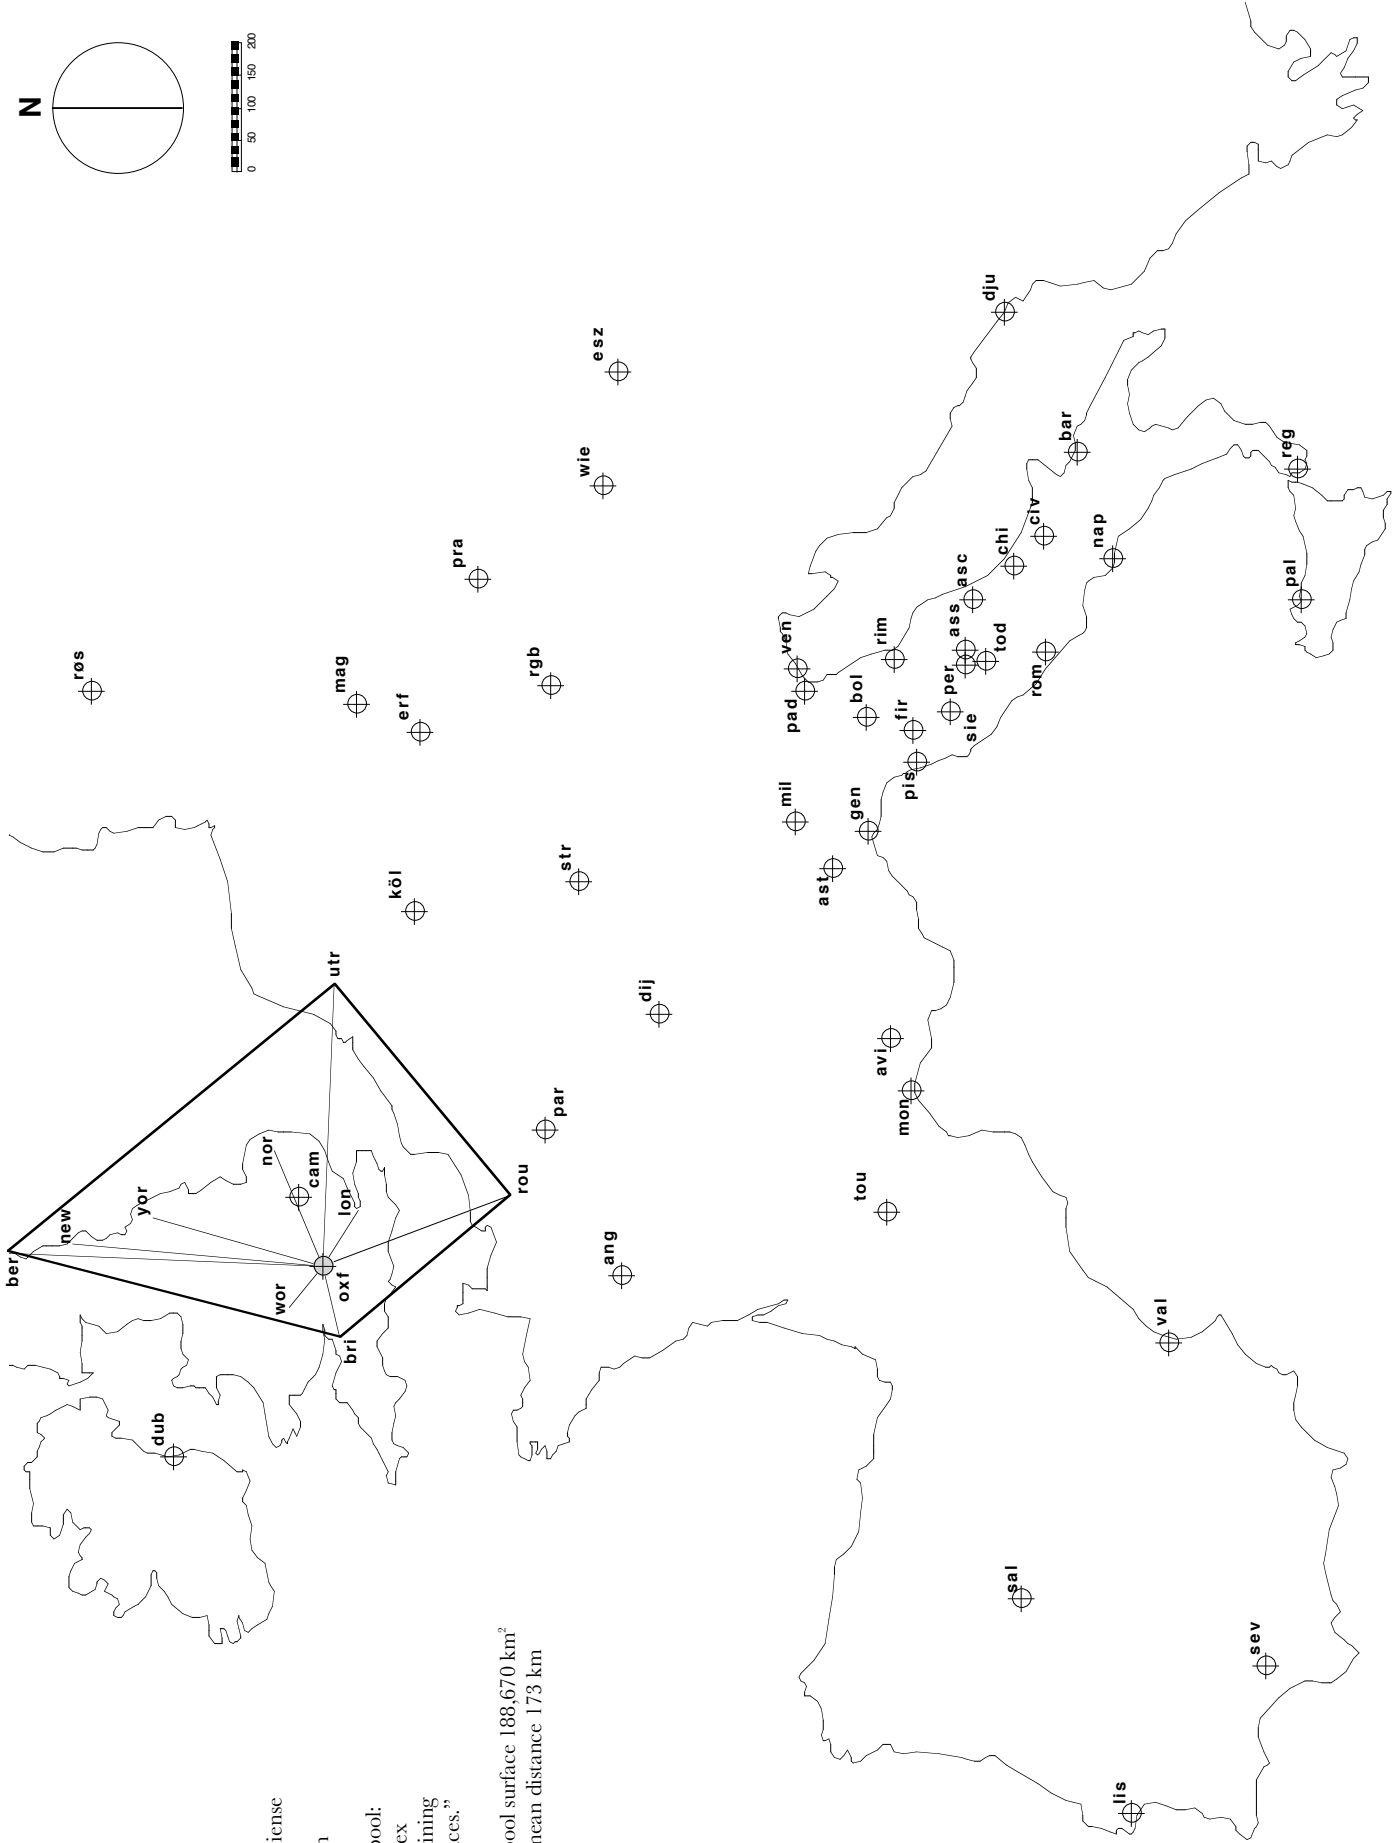 N
0 50 100 150 200
røs
mag
erf
rgb
pra
wie
esz
köl
str
dij
utr
par
rou
ang
ber
new
yor
nor
cam
lon
wor
oxf
bri
dub
ven
pad
bol
rim
fir
pis
sie
per
ass
tod
asc
chi
civ
rom
nap
bar
dju
reg
pal
mil
gen
ast
avi
mon
tou
val
sal
sev
lis
iense
n
pool:
ex
ining
ces.”
ool surface 188,670 km²
mean distance 173 km